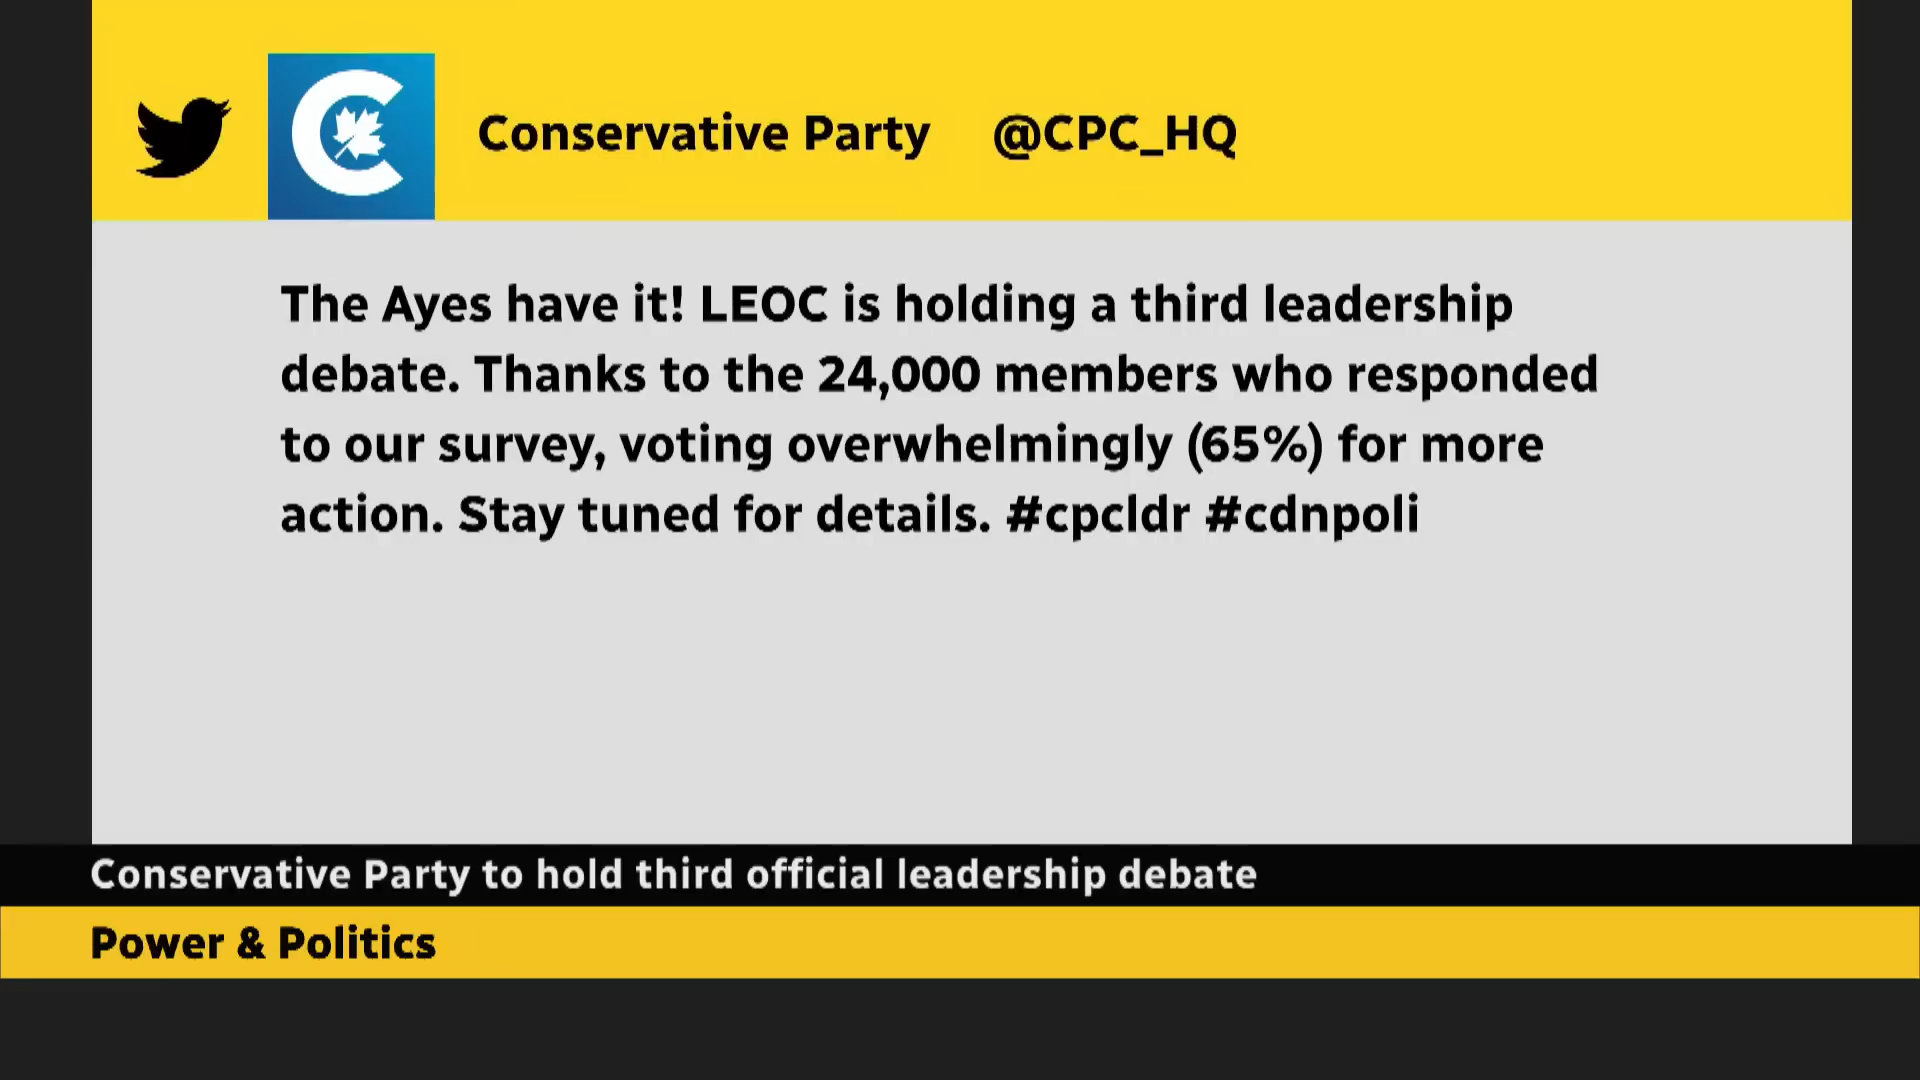 Conservative Party @CPC_HQ
The Ayes have it! LEOC is holding a third leadership
debate. Thanks to the 24,000 members who responded
to our survey, voting overwhelmingly (65%) for more
action. Stay tuned for details. #cpcldr #cdnpoli
Conservative Party to hold third official leadership debate
Power & Politics